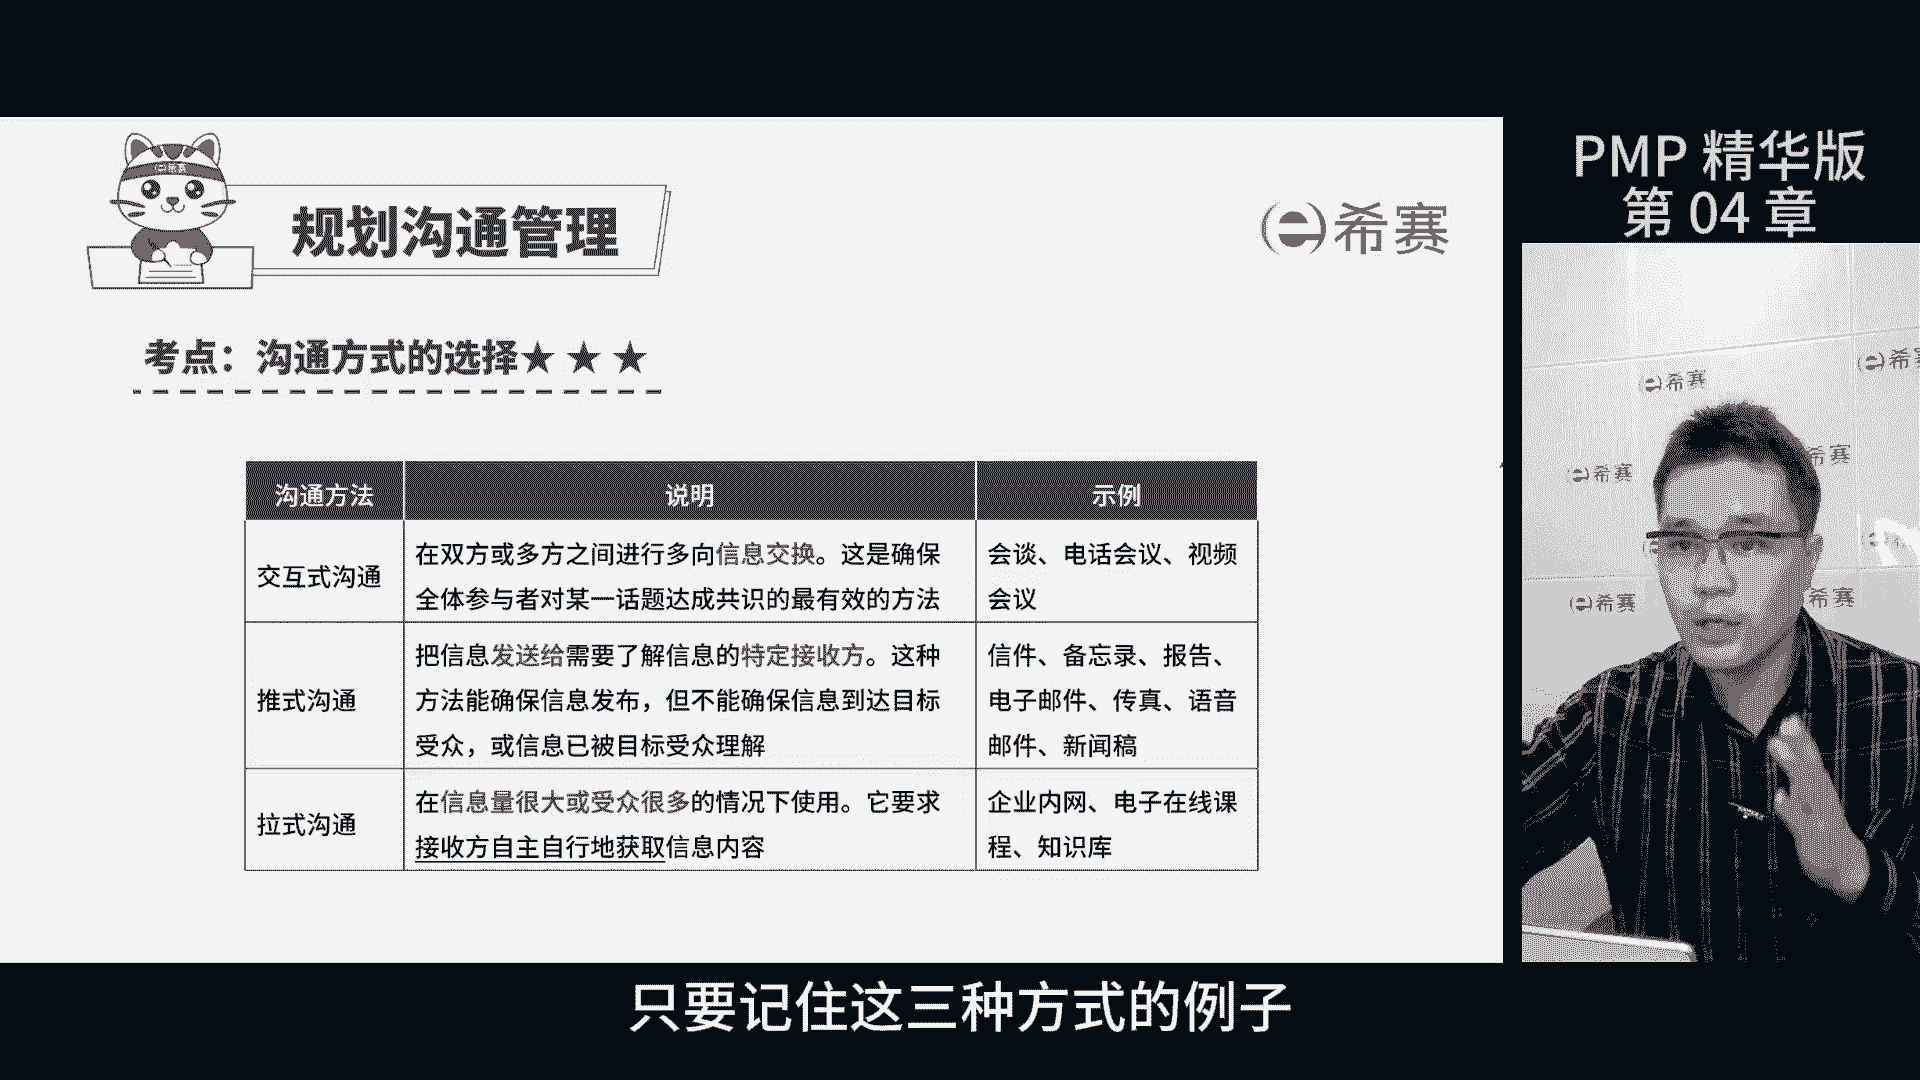 PMP 精华版
第 04 章
e希赛
规划沟通管理
e希赛
考点：沟通方式的选择★ ★ ★
沟通方法
说明
示例
交互式沟通
在双方或多方之间进行多向信息交换。这是确保
全体参与者对某一话题达成共识的最有效的方法
会谈、电话会议、视频
会议
推式沟通
把信息发送给需要了解信息的特定接收方。这种
方法能确保信息发布，但不能确保信息到达目标
受众，或信息已被目标受众理解
信件、备忘录、报告、
电子邮件、传真、语音
邮件、新闻稿
拉式沟通
在信息量很大或受众很多的情况下使用。它要求
接收方自主自行地获取信息内容
企业内网、电子在线课
程、知识库
e希赛
e希赛
e希赛
希赛
e希赛
希赛
只要记住这三种方式的例子